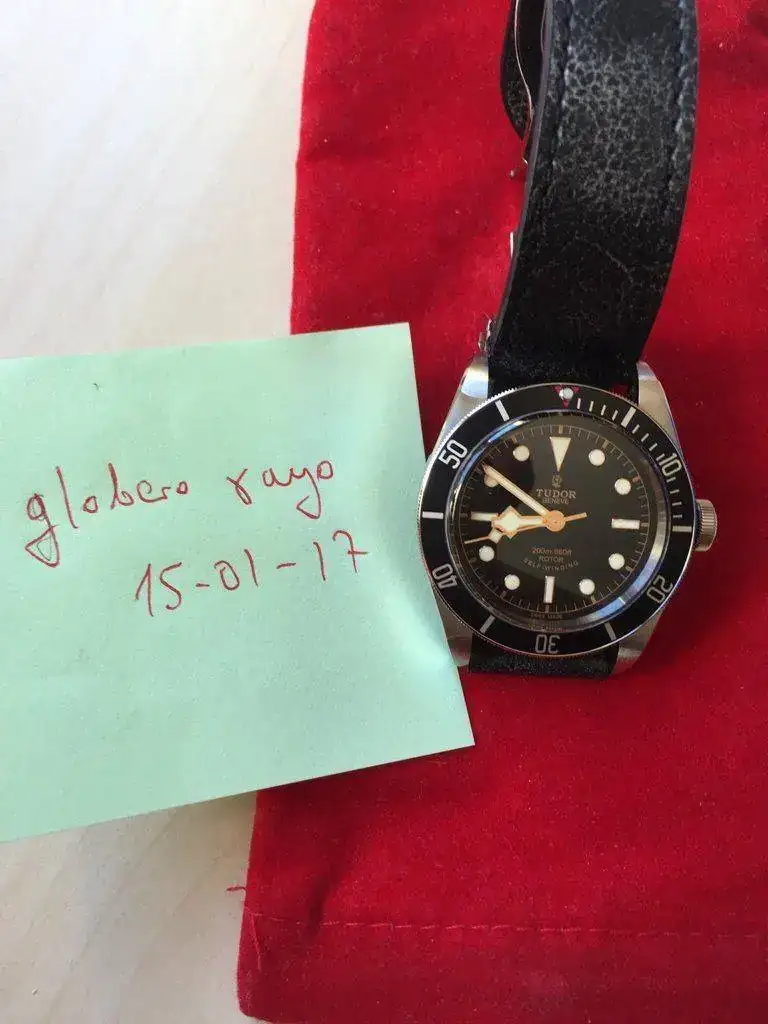 globero rayo
15-01-17
50
10
40
20
30
TUDOR
GENEVE
200m:660ft
ROTOR
SELF-WINDING